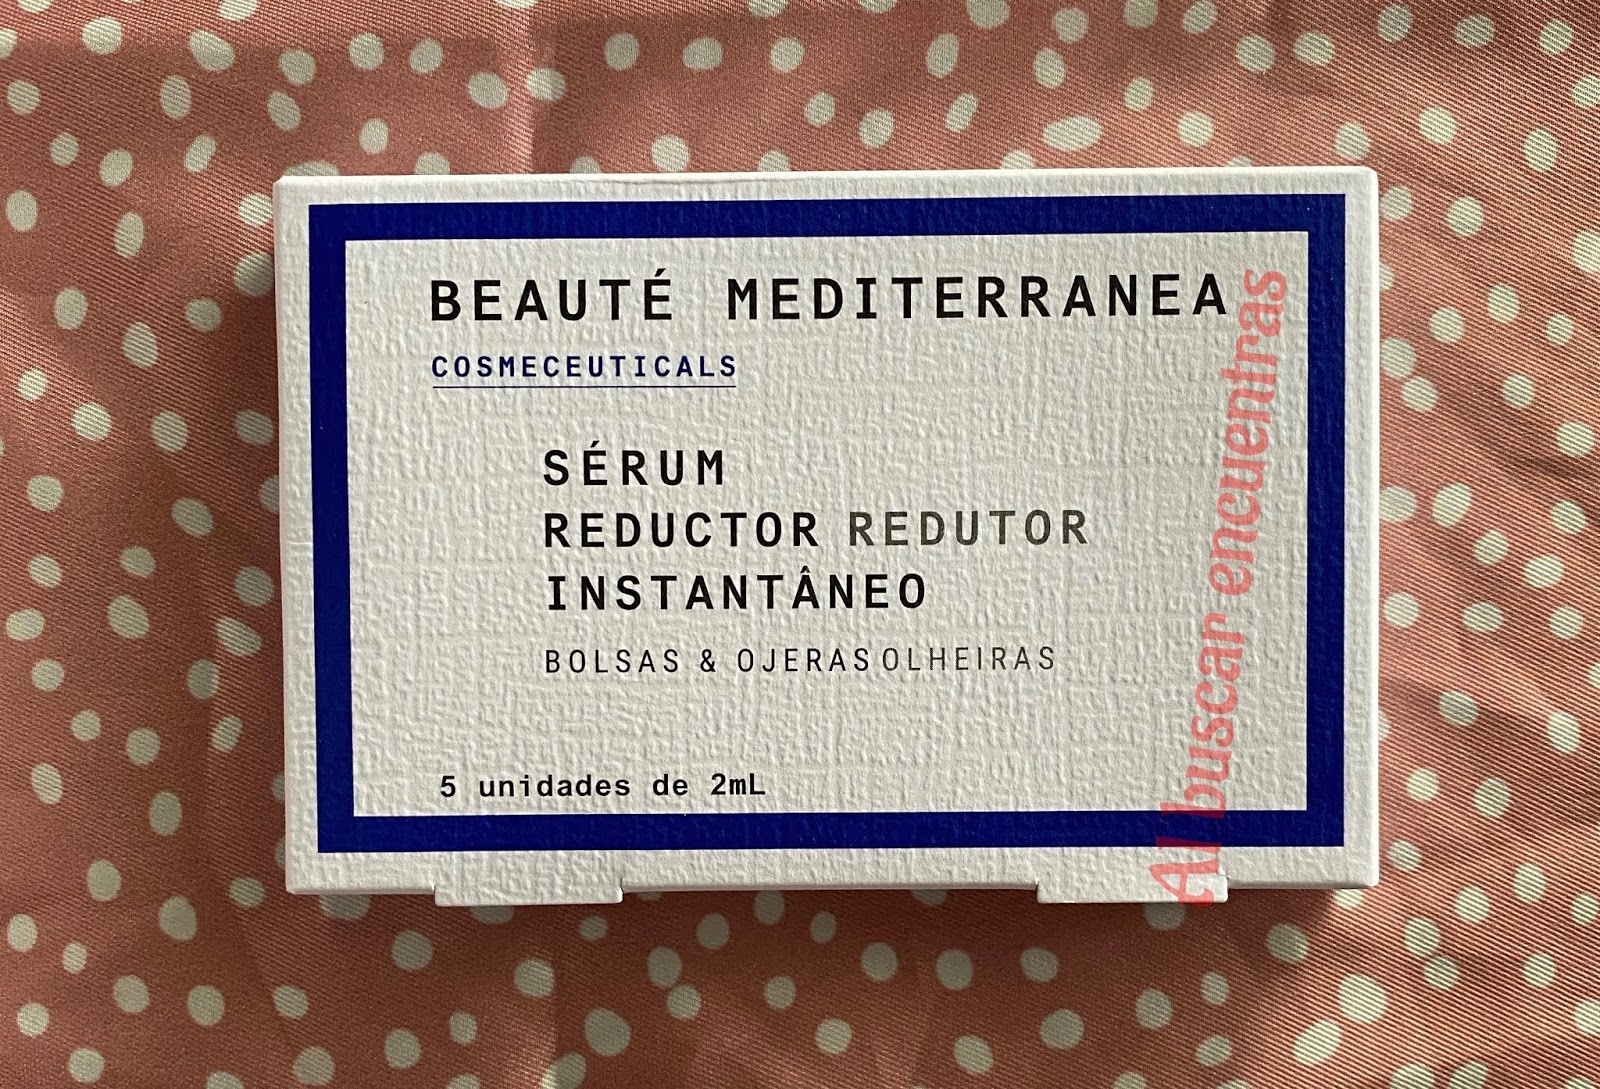 BEAUTÉ MEDITERRANEA
COSMECEUTICALS
SÉRUM
REDUCTOR REDUTOR
INSTANTÂNEO
BOLSAS & OJERAS OLHEIRAS
5 unidades de 2mL
Al buscar encuentras